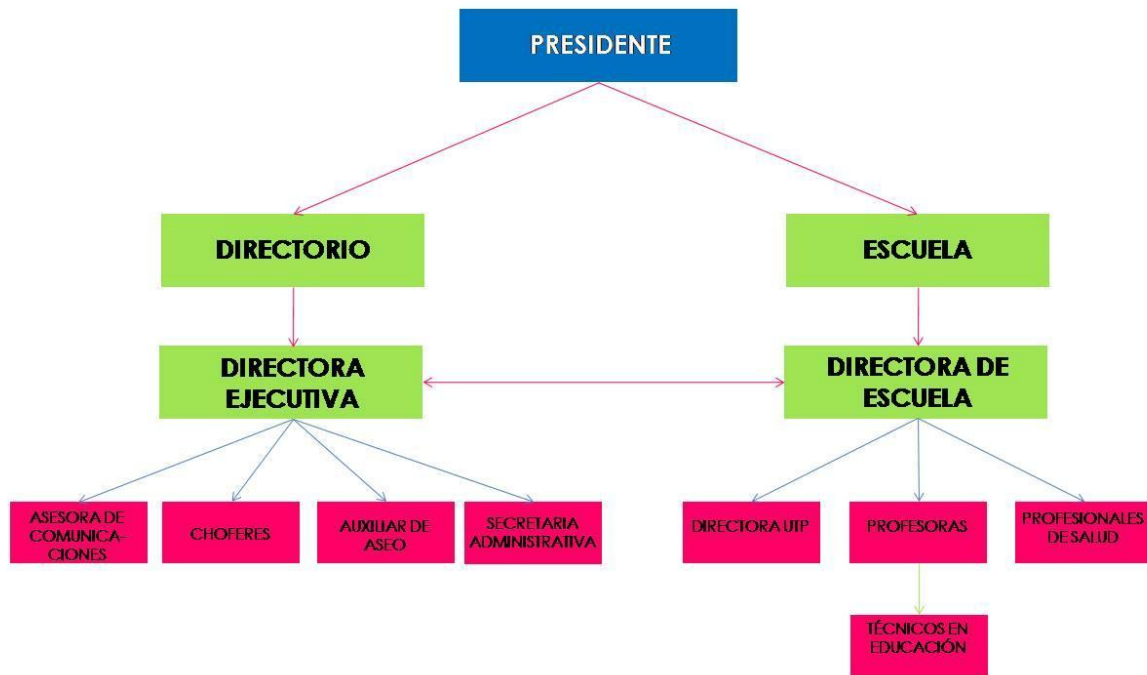 PRESIDENTE
DIRECTORIO
ESCUELA
DIRECTORA
EJECUTIVA
DIRECTORA DE
ESCUELA
ASESORA DE
COMUNICA-
CIONES
CHOFERES
AUXILIAR DE
ASEO
SECRETARIA
ADMINISTRATIVA
DIRECTORA UTP
PROFESORAS
PROFESIONALES
DE SALUD
TÉCNICOS EN
EDUCACIÓN